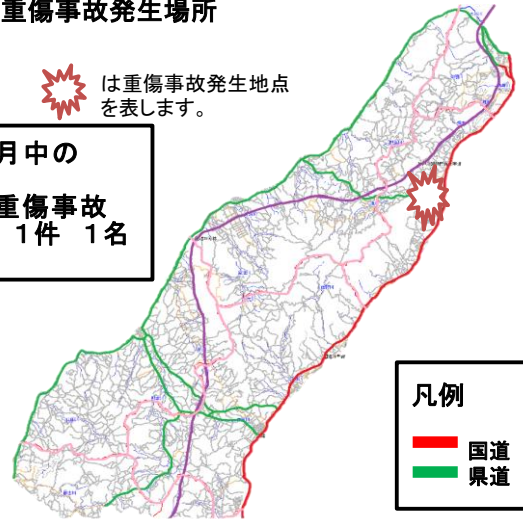 重傷事故発生場所
は重傷事故発生地点
を表します。
月中の
重傷事故
1件 1名
凡例
国道
県道